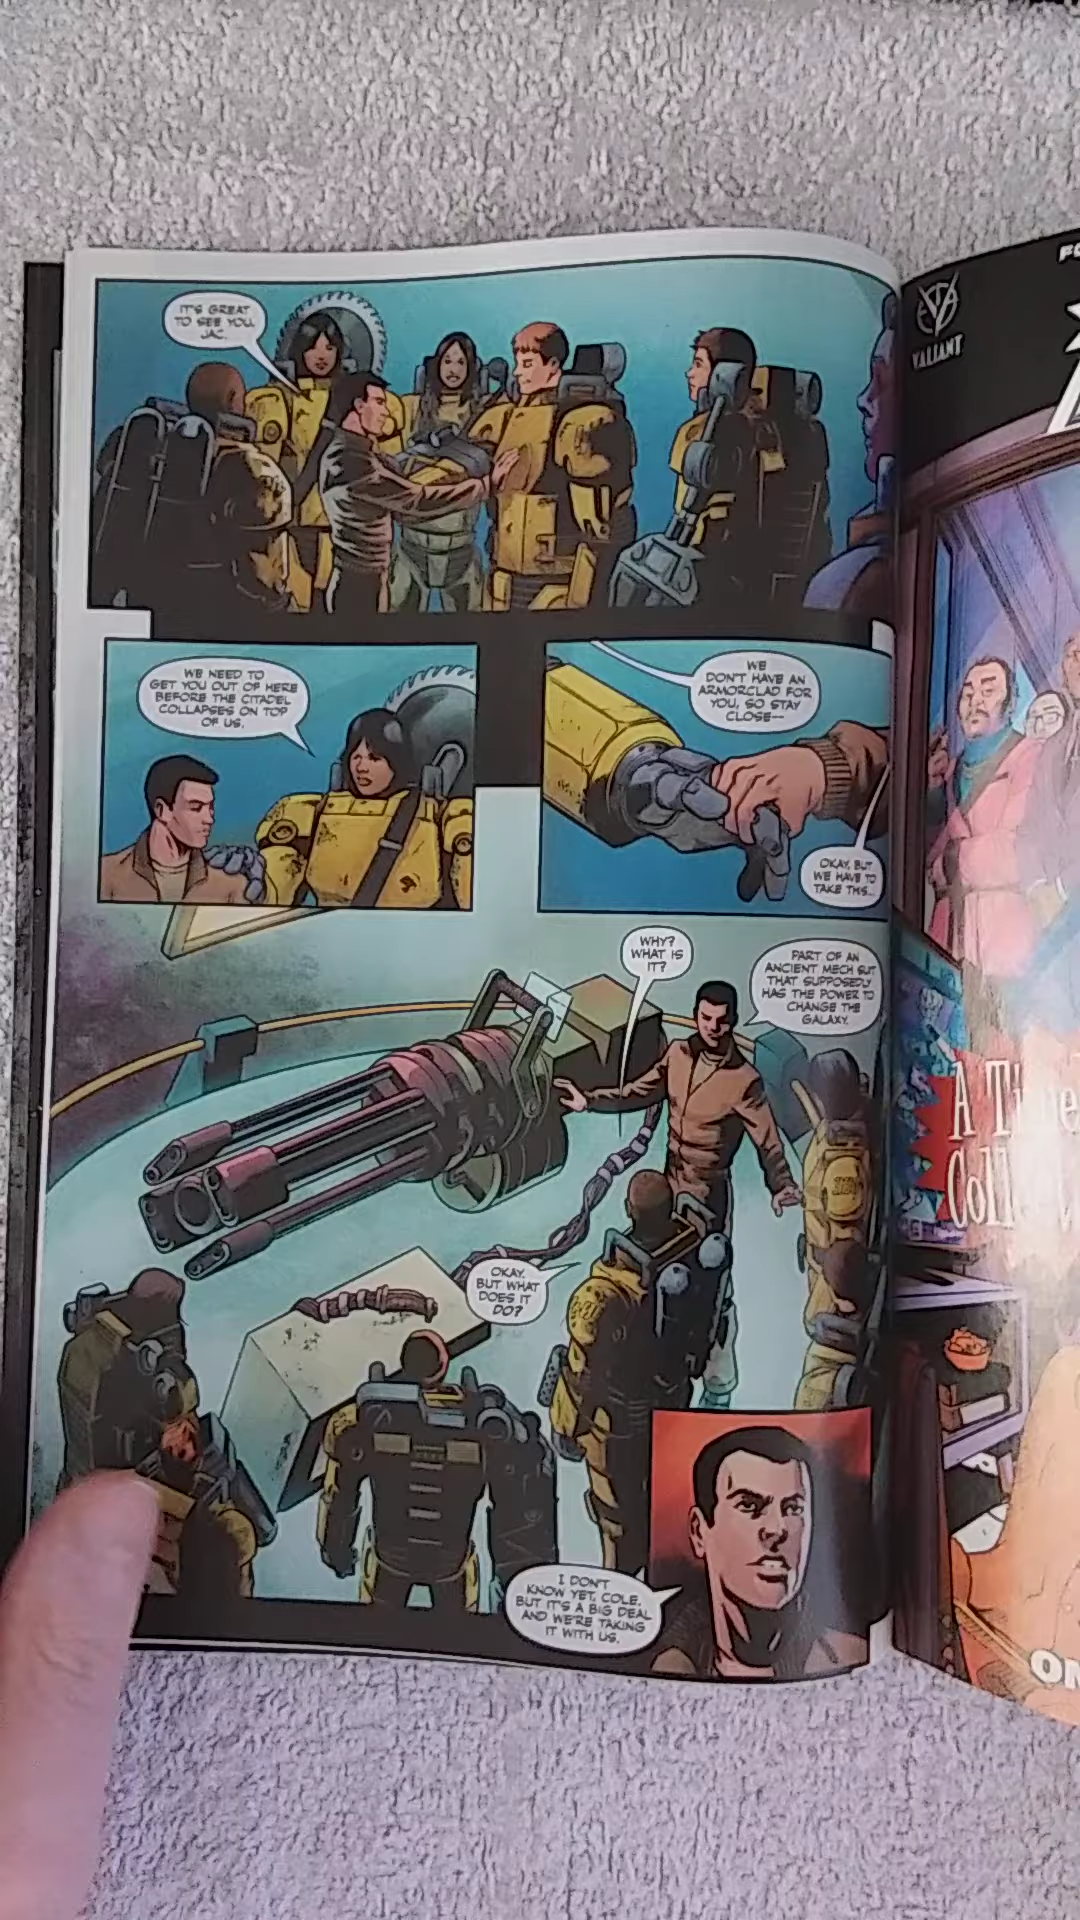 IT'S GREAT
TO SEE YOU,
JAC.
WE NEED TO
GET YOU OUT OF HERE
BEFORE THE CITADEL
COLLAPSES ON TOP
OF US.
WE
DON'T HAVE AN
ARMORCLAD FOR
YOU, SO STAY
CLOSE--
OKAY, BUT
WE HAVE TO
TAKE THIS...
WHY?
WHAT IS
IT?
PART OF AN
ANCIENT MECH SUIT
THAT SUPPOSEDLY
HAS THE POWER TO
CHANGE THE
GALAXY.
OKAY.
BUT WHAT
DOES IT
DO?
I DON'T
KNOW YET, COLE.
BUT IT'S A BIG DEAL
AND WE'RE TAKING
IT WITH US.
VALIANT
A